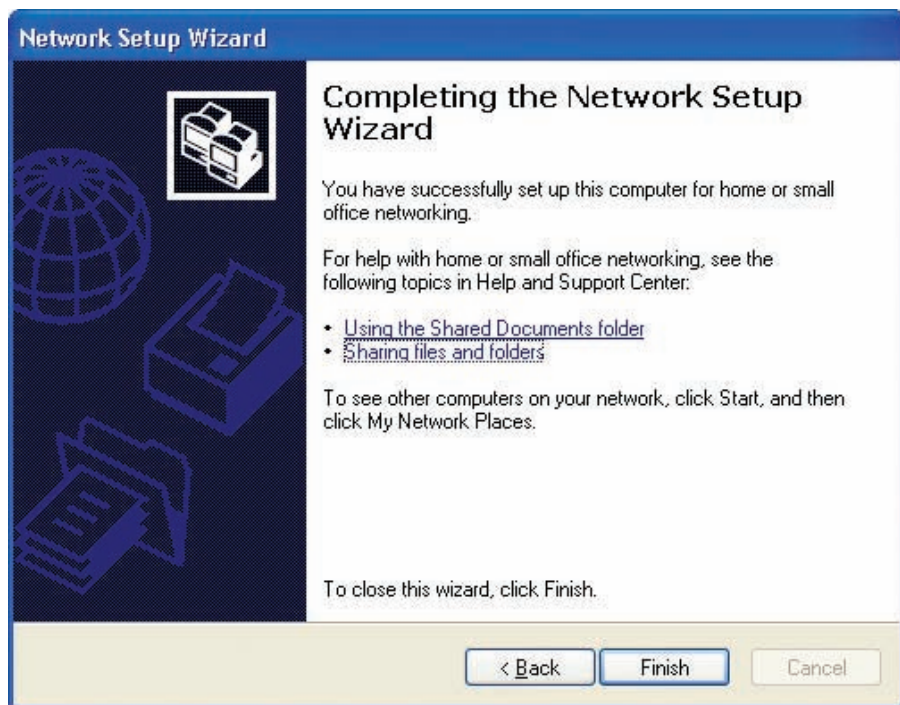 Network Setup Wizard
Completing the Network Setup
Wizard
You have successfully set up this computer for home or small
office networking.
For help with home or small office networking, see the
following topics in Help and Support Center:
• Using the Shared Documents folder
• Sharing files and folders
To see other computers on your network, click Start, and then
click My Network Places.
To close this wizard, click Finish.
< Back
Finish
Cancel